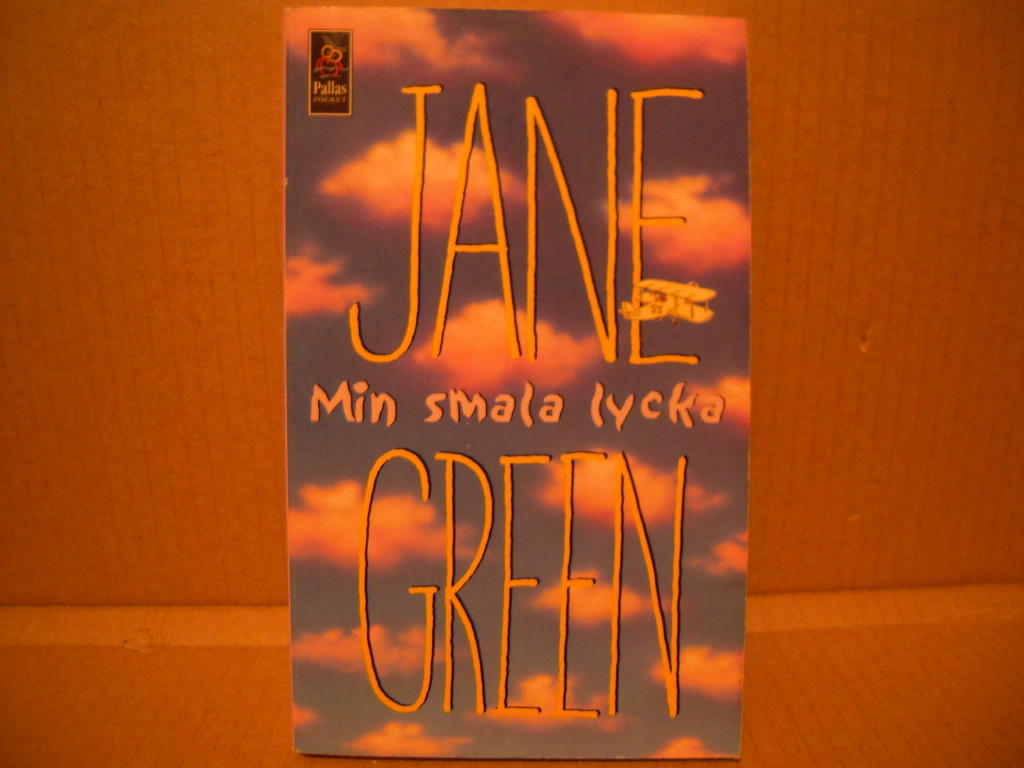 Pallas
POCKET
JANE
Min smala lycka
GREEN